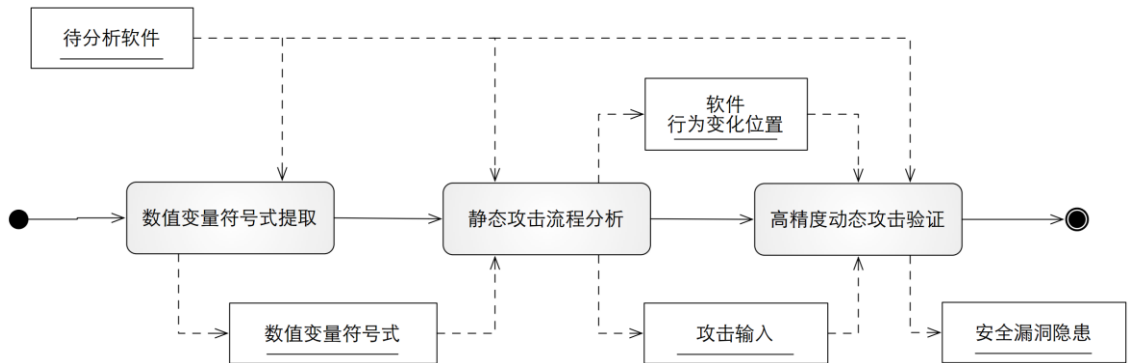 待分析软件
软件
行为变化位置
数值变量符号式提取
静态攻击流程分析
高精度动态攻击验证
数值变量符号式
攻击输入
安全漏洞隐患